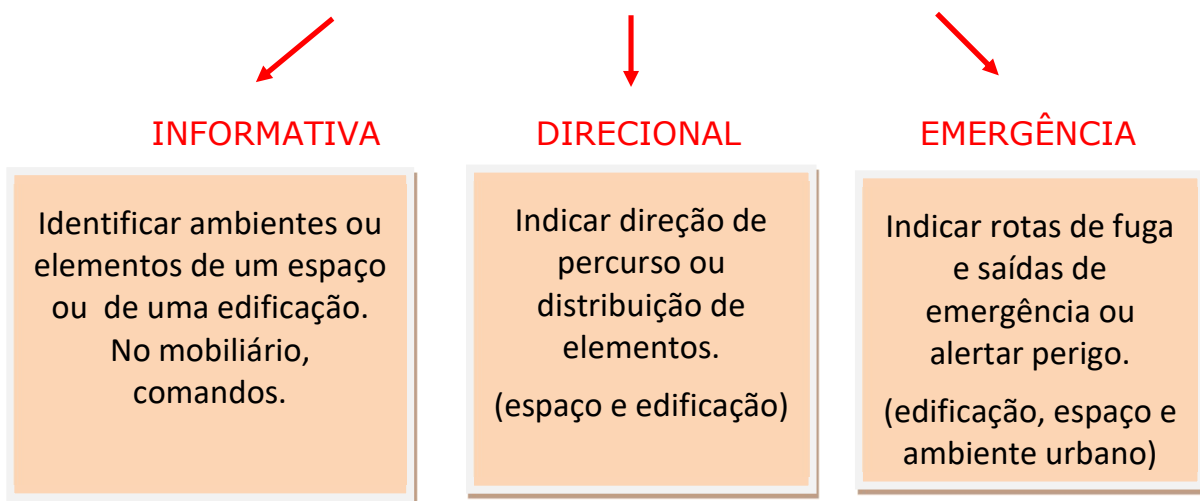 INFORMATIVA
Identificar ambientes ou
elementos de um espaço
ou de uma edificação.
No mobiliário,
comandos.
DIRECIONAL
Indicar direção de
percurso ou
distribuição de
elementos.
(espaço e edificação)
EMERGÊNCIA
Indicar rotas de fuga
e saídas de
emergência ou
alertar perigo.
(edificação, espaço e
ambiente urbano)